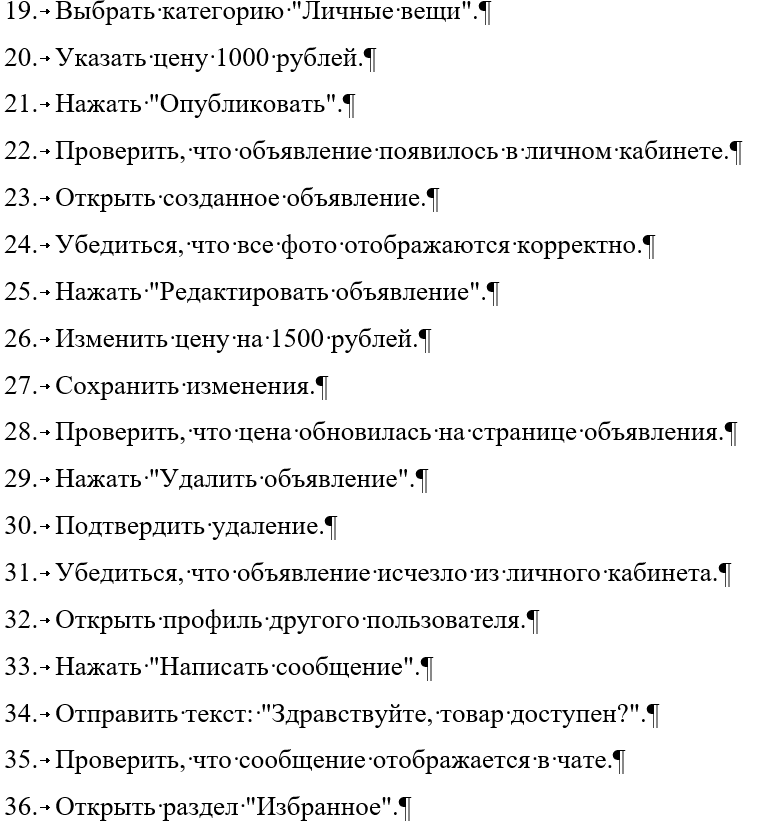 19. Выбрать категорию "Личные вещи".
20. Указать цену 1000 рублей.
21. Нажать "Опубликовать".
22. Проверить, что объявление появилось в личном кабинете.
23. Открыть созданное объявление.
24. Убедиться, что все фото отображаются корректно.
25. Нажать "Редактировать объявление".
26. Изменить цену на 1500 рублей.
27. Сохранить изменения.
28. Проверить, что цена обновилась на странице объявления.
29. Нажать "Удалить объявление".
30. Подтвердить удаление.
31. Убедиться, что объявление исчезло из личного кабинета.
32. Открыть профиль другого пользователя.
33. Нажать "Написать сообщение".
34. Отправить текст: "Здравствуйте, товар доступен?".
35. Проверить, что сообщение отображается в чате.
36. Открыть раздел "Избранное".